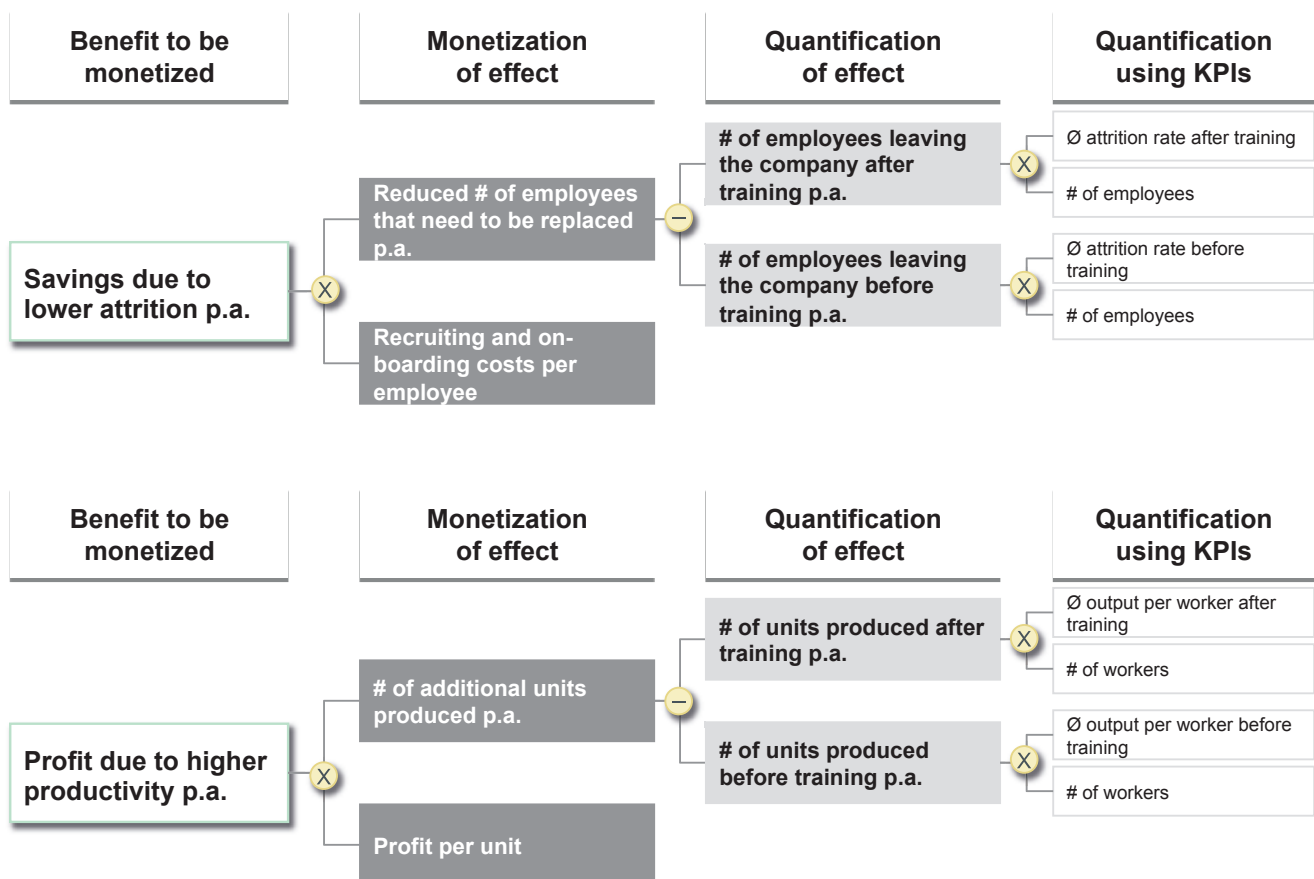 Benefit to be
monetized
Monetization
of effect
Quantification
of effect
Quantification
using KPIs
Savings due to
lower attrition p.a.
X
Reduced # of employees
that need to be replaced
p.a.
Recruiting and on-
boarding costs per
employee
–
# of employees leaving
the company after
training p.a.
# of employees leaving
the company before
training p.a.
X
Ø attrition rate after training
# of employees
X
Ø attrition rate before
training
# of employees
Benefit to be
monetized
Monetization
of effect
Quantification
of effect
Quantification
using KPIs
Profit due to higher
productivity p.a.
X
# of additional units
produced p.a.
Profit per unit
–
# of units produced after
training p.a.
# of units produced
before training p.a.
X
Ø output per worker after
training
# of workers
X
Ø output per worker before
training
# of workers